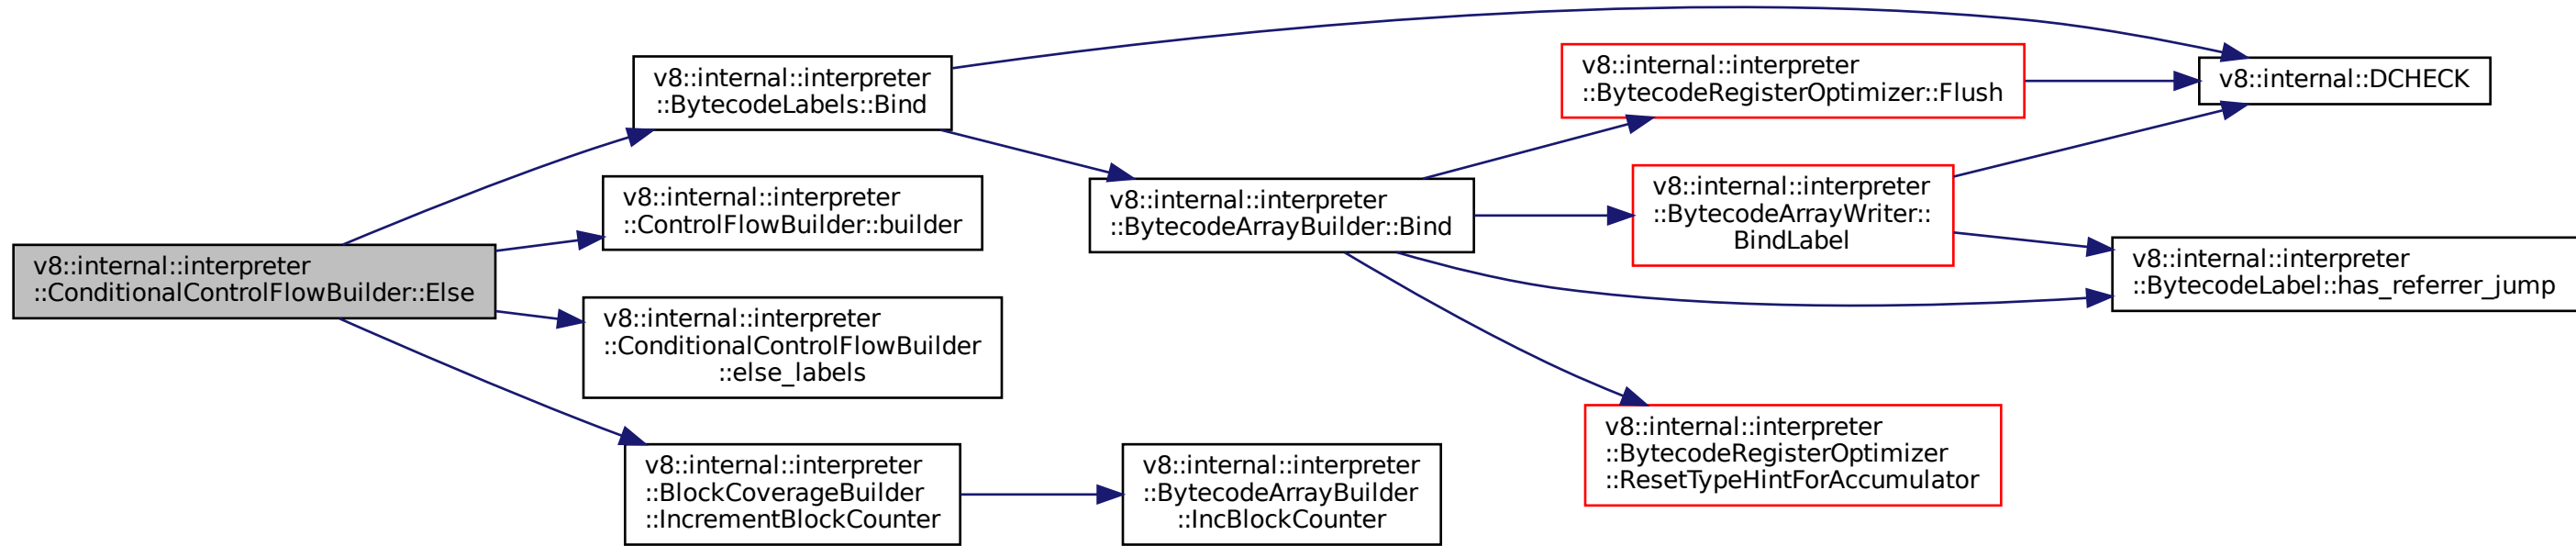 v8::internal::interpreter
::ConditionalControlFlowBuilder::Else
v8::internal::interpreter
::BytecodeLabels::Bind
v8::internal::interpreter
::ControlFlowBuilder::builder
v8::internal::interpreter
::ConditionalControlFlowBuilder
::else_labels
v8::internal::interpreter
::BlockCoverageBuilder
::IncrementBlockCounter
v8::internal::interpreter
::BytecodeArrayBuilder::Bind
v8::internal::interpreter
::BytecodeArrayBuilder
::IncBlockCounter
v8::internal::interpreter
::BytecodeRegisterOptimizer::Flush
v8::internal::interpreter
::BytecodeArrayWriter::
BindLabel
v8::internal::interpreter
::BytecodeRegisterOptimizer
::ResetTypeHintForAccumulator
v8::internal::DCHECK
v8::internal::interpreter
::BytecodeLabel::has_referrer_jump